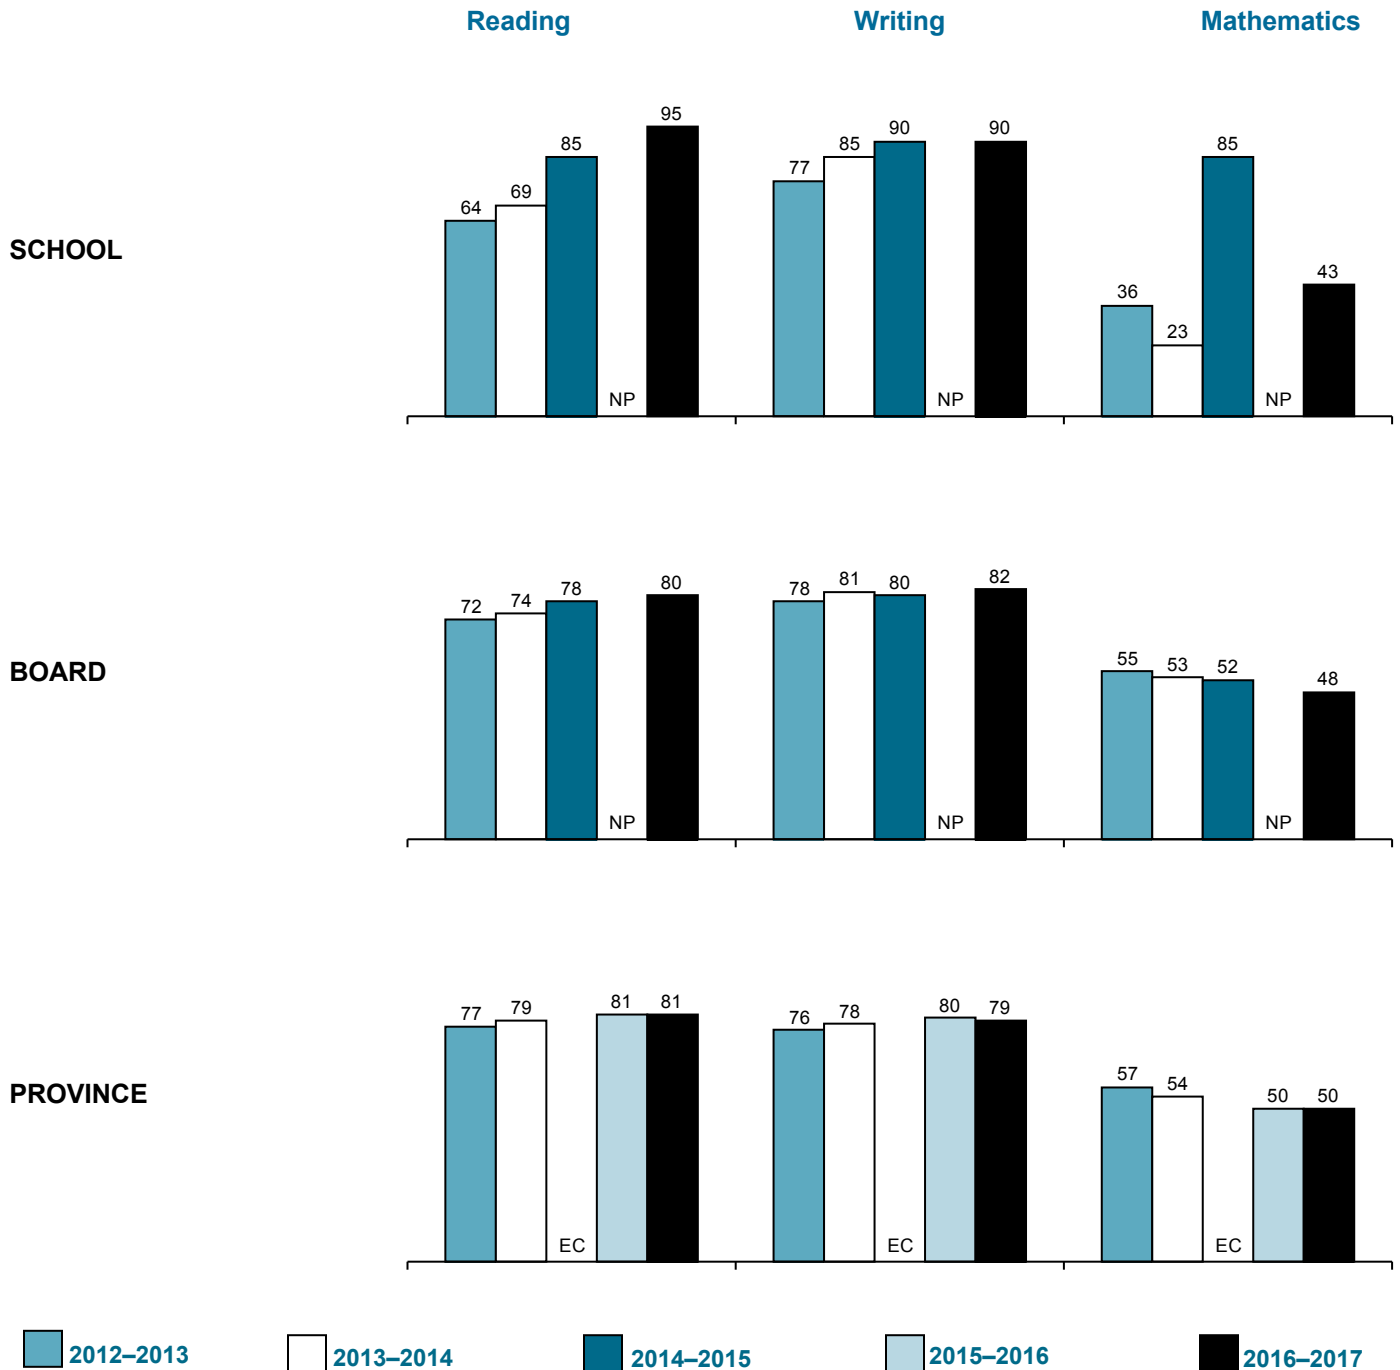 Reading Writing Mathematics
SCHOOL
64 69 85 NP 95
77 85 90 NP 90
36 23 85 NP 43
BOARD
72 74 78 NP 80
78 81 80 NP 82
55 53 52 NP 48
PROVINCE
77 79 EC 81 81
76 78 EC 80 79
57 54 EC 50 50
2012–2013 2013–2014 2014–2015 2015–2016 2016–2017